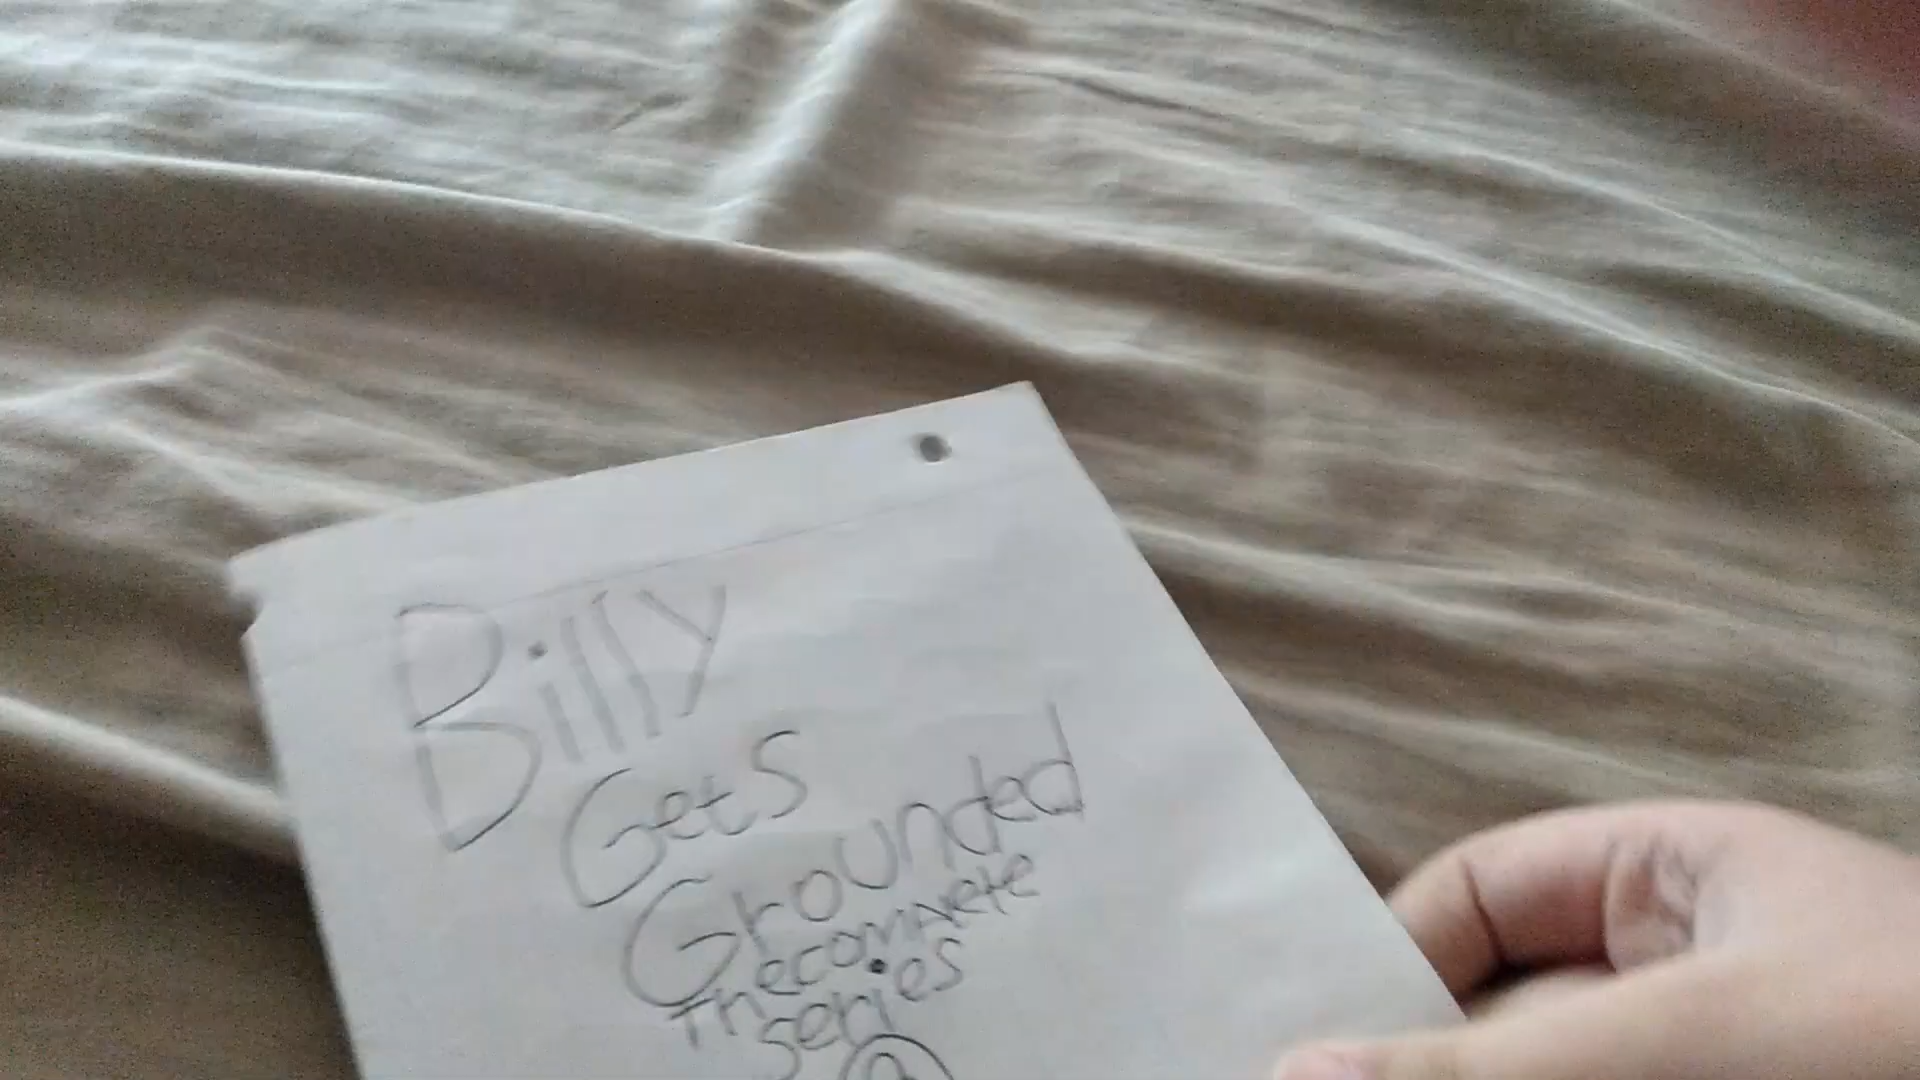 Billy
Gets
Grounded
The complete
series